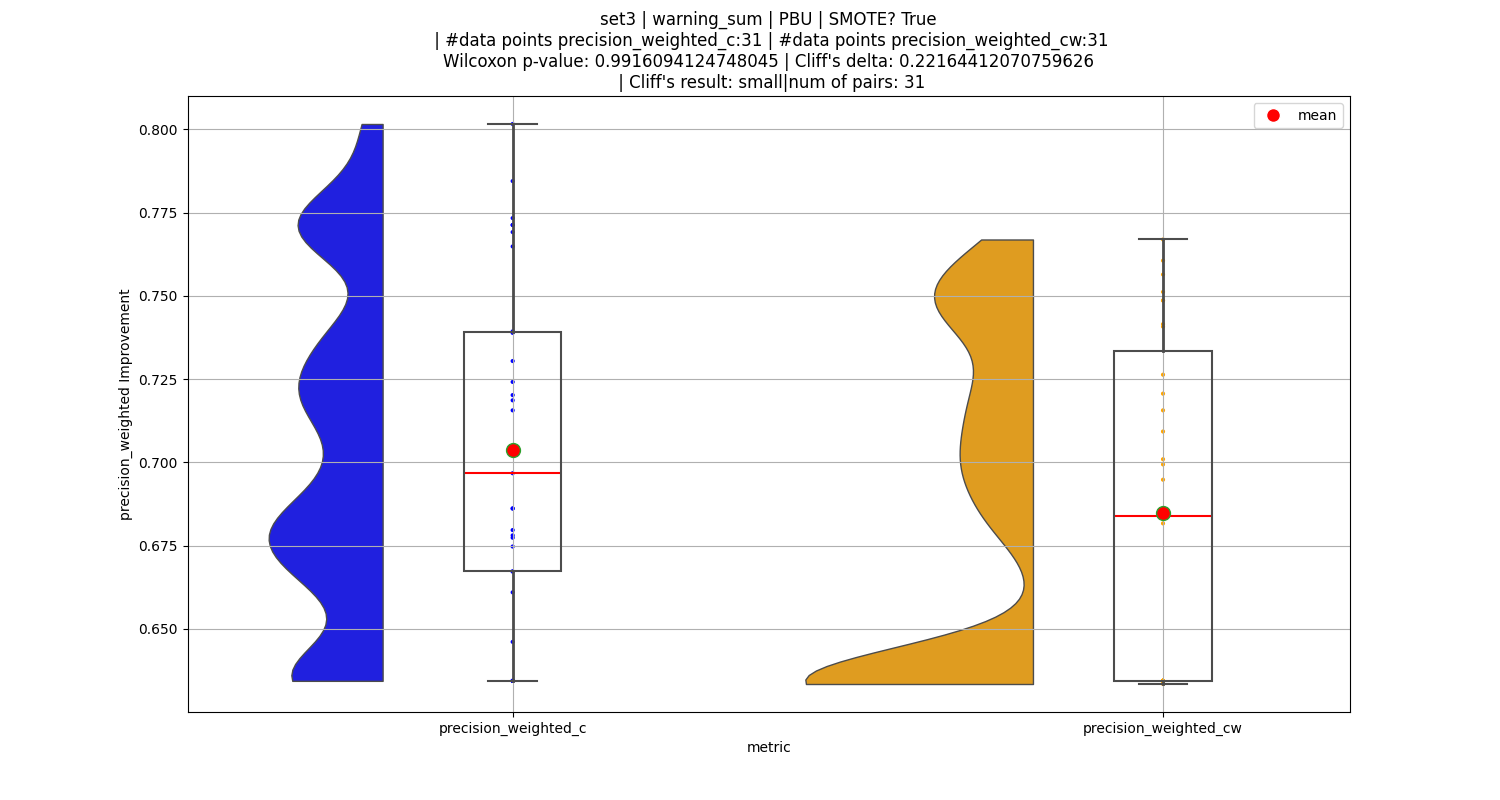 set3 | warning_sum | PBU | SMOTE? True
| #data points precision_weighted_c:31 | #data points precision_weighted_cw:31
Wilcoxon p-value: 0.9916094124748045 | Cliff's delta: 0.22164412070759626
| Cliff's result: small|num of pairs: 31
mean
precision_weighted Improvement
0.800
0.775
0.750
0.725
0.700
0.675
0.650
precision_weighted_c
precision_weighted_cw
metric